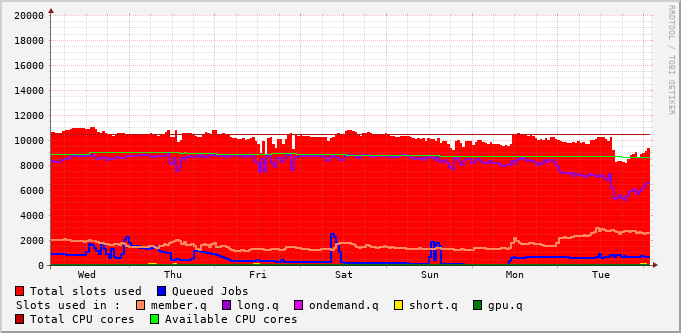 20000
18000
16000
14000
12000
10000
8000
6000
4000
2000
0
Wed Thu Fri Sat Sun Mon Tue
Total slots used Queued Jobs
Slots used in : member.q long.q ondemand.q short.q gpu.q
Total CPU cores Available CPU cores
RRDTOOL / TOBI OETIKER